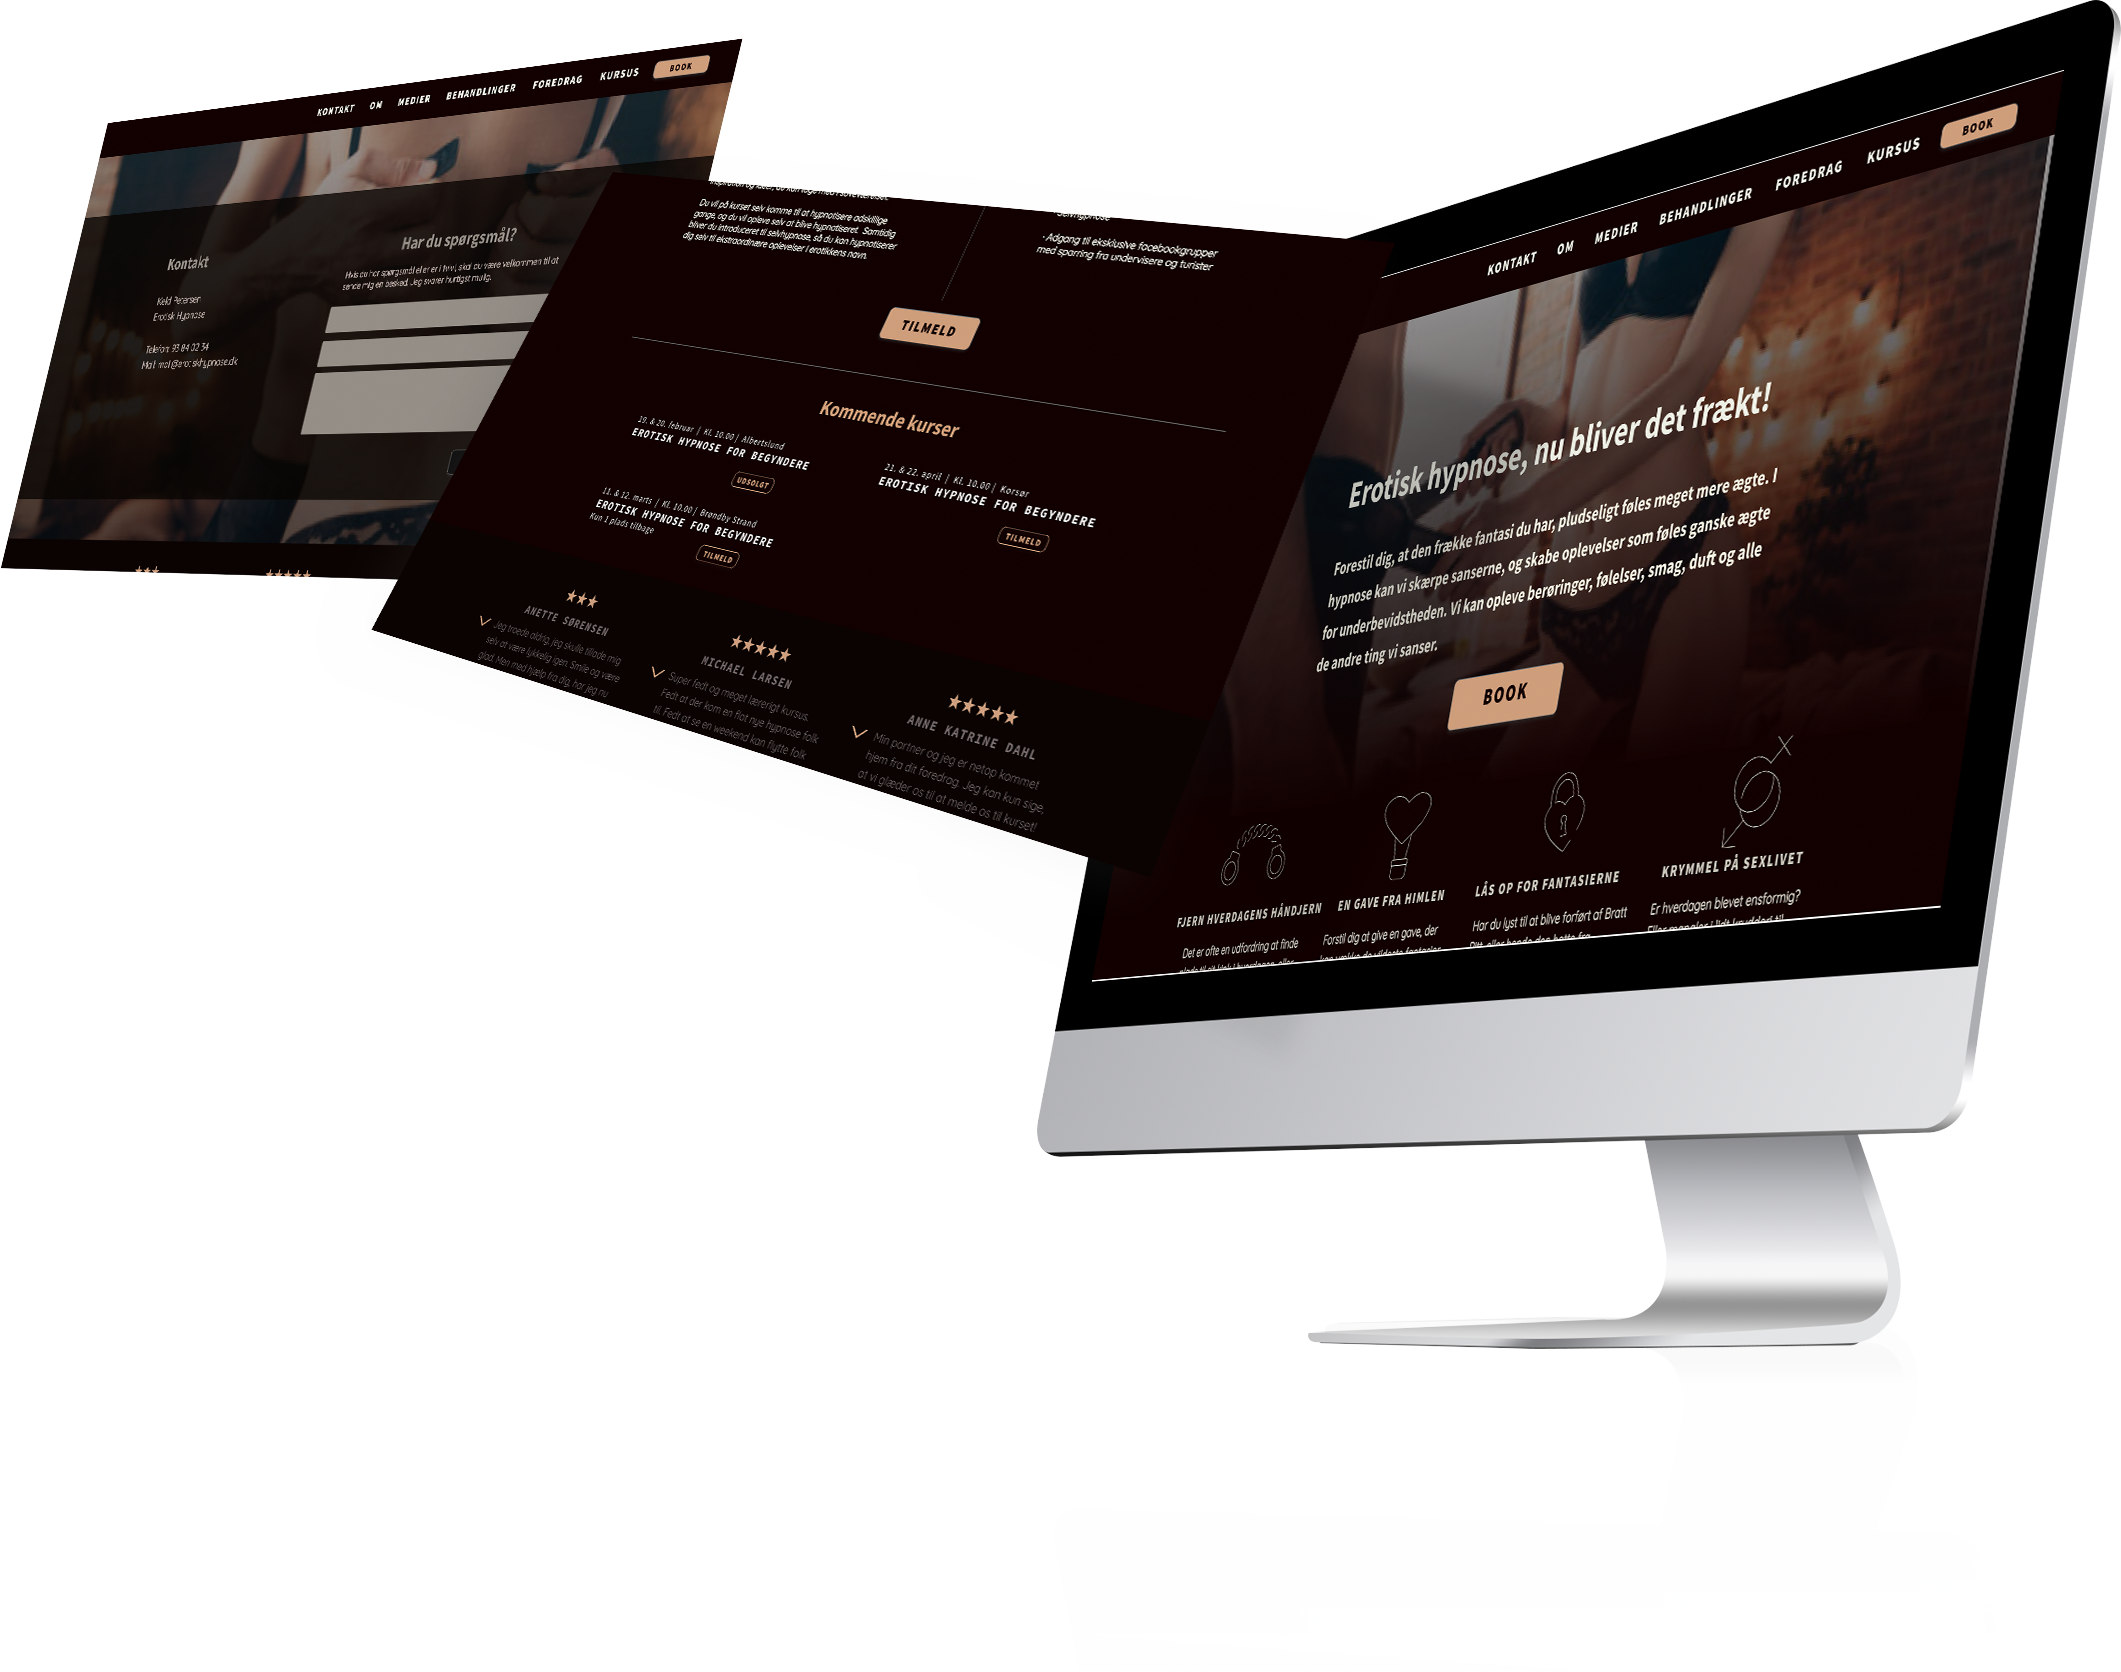 KONTAKT OM MEDIER BEHANDLINGER FOREDRAG KURSUS BOOK
Kontakt
Keld Petersen
Erotisk Hypnose
Telefon: 93 84 02 34
Mail: mail@erotiskhypnose.dk
Har du spørgsmål?
Hvis du har spørgsmål eller er i tvivl, skal du være velkommen til at
sende mig en besked. Jeg svarer hurtigst mulig.
Du vil på kurset selv komme til at hypnotisere adskillige
gange, og du vil opleve selv at blive hypnotiseret. Samtidig
bliver du introduceret til selvhypnose, så du kan hypnotiserer
dig selv til ekstraordinære oplevelser i erotikkens navn.
- Selvhypnose
- Adgang til eksklusive facebookgrupper
med sparring fra undervisere og turister
TILMELD
Kommende kurser
19. & 20. februar | Kl. 10.00 | Albertslund
EROTISK HYPNOSE FOR BEGYNDERE
UDSOLGT
11. & 12. marts | Kl. 10.00 | Brøndby Strand
EROTISK HYPNOSE FOR BEGYNDERE
Kun 1 plads tilbage
TILMELD
21. & 22. april | Kl. 10.00 | Korsør
EROTISK HYPNOSE FOR BEGYNDERE
TILMELD
ANETTE SØRENSEN
Jeg troede aldrig, jeg skulle tillade mig
selv at være lykkelig igen. Smile og være
glad. Men med hjælp fra dig, har jeg nu
MICHAEL LARSEN
Super fedt og meget lærerigt kursus.
Fedt at der kom en flot nye hypnose folk
til. Fedt at se en weekend kan flytte folk
ANNE KATRINE DAHL
Min partner og jeg er netop kommet
hjem fra dit foredrag. Jeg kan kun sige,
at vi glæder os til at melde os til kurset!
KONTAKT OM MEDIER BEHANDLINGER FOREDRAG KURSUS BOOK
Erotisk hypnose, nu bliver det frækt!
Forestil dig, at den frække fantasi du har, pludseligt føles meget mere ægte. I
hypnose kan vi skærpe sanserne, og skabe oplevelser som føles ganske ægte
for underbevidstheden. Vi kan opleve berøringer, følelser, smag, duft og alle
de andre ting vi sanser.
BOOK
FJERN HVERDAGENS HÅNDJERN
Det er ofte en udfordring at finde
EN GAVE FRA HIMLEN
Forstil dig at give en gave, der
LÅS OP FOR FANTASIERNE
Har du lyst til at blive forført af Bratt
KRYMMEL PÅ SEXLIVET
Er hverdagen blevet ensformig?